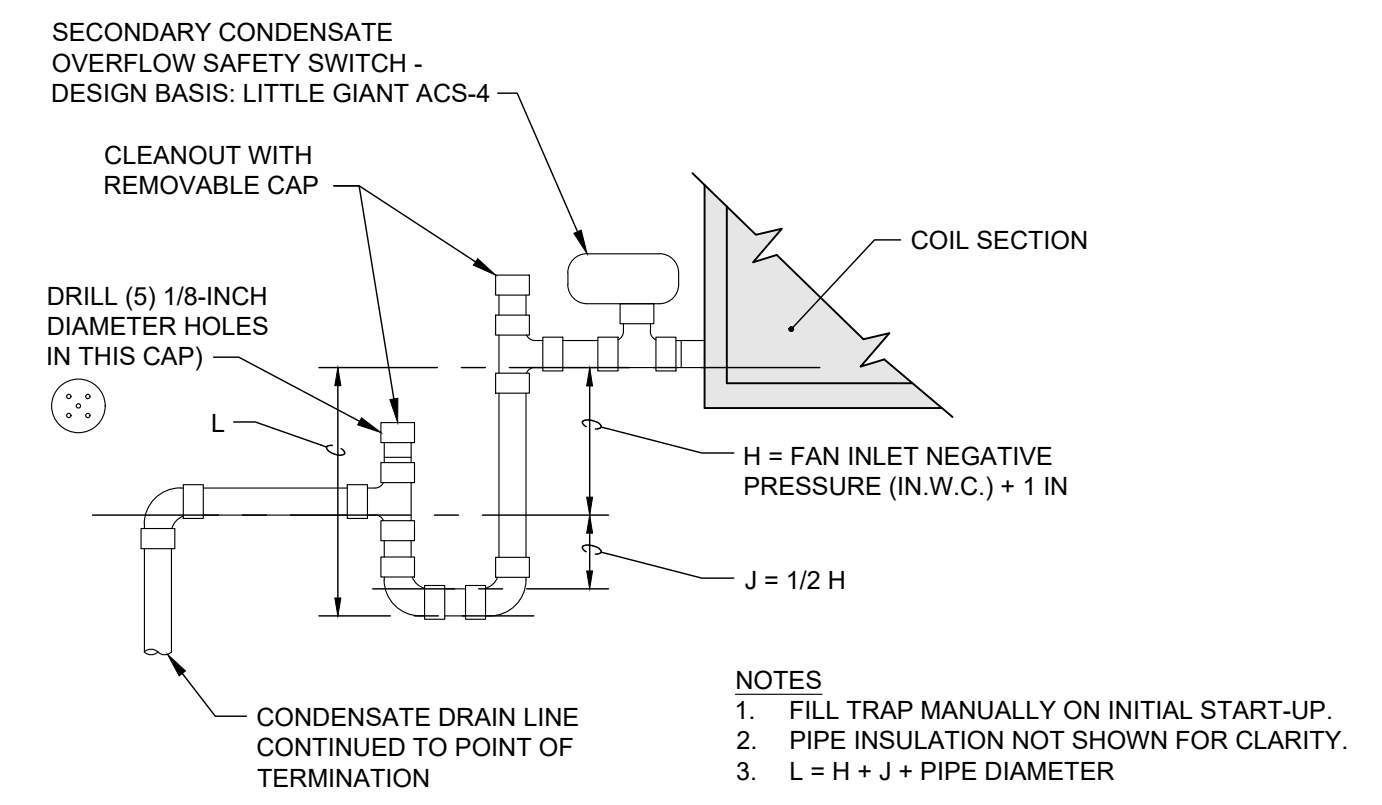 SECONDARY CONDENSATE
OVERFLOW SAFETY SWITCH -
DESIGN BASIS: LITTLE GIANT ACS-4
CLEANOUT WITH
REMOVABLE CAP
COIL SECTION
DRILL (5) 1/8-INCH
DIAMETER HOLES
IN THIS CAP)
L
H = FAN INLET NEGATIVE
PRESSURE (IN.W.C.) + 1 IN
J = 1/2 H
CONDENSATE DRAIN LINE
CONTINUED TO POINT OF
TERMINATION
NOTES
1. FILL TRAP MANUALLY ON INITIAL START-UP.
2. PIPE INSULATION NOT SHOWN FOR CLARITY.
3. L = H + J + PIPE DIAMETER